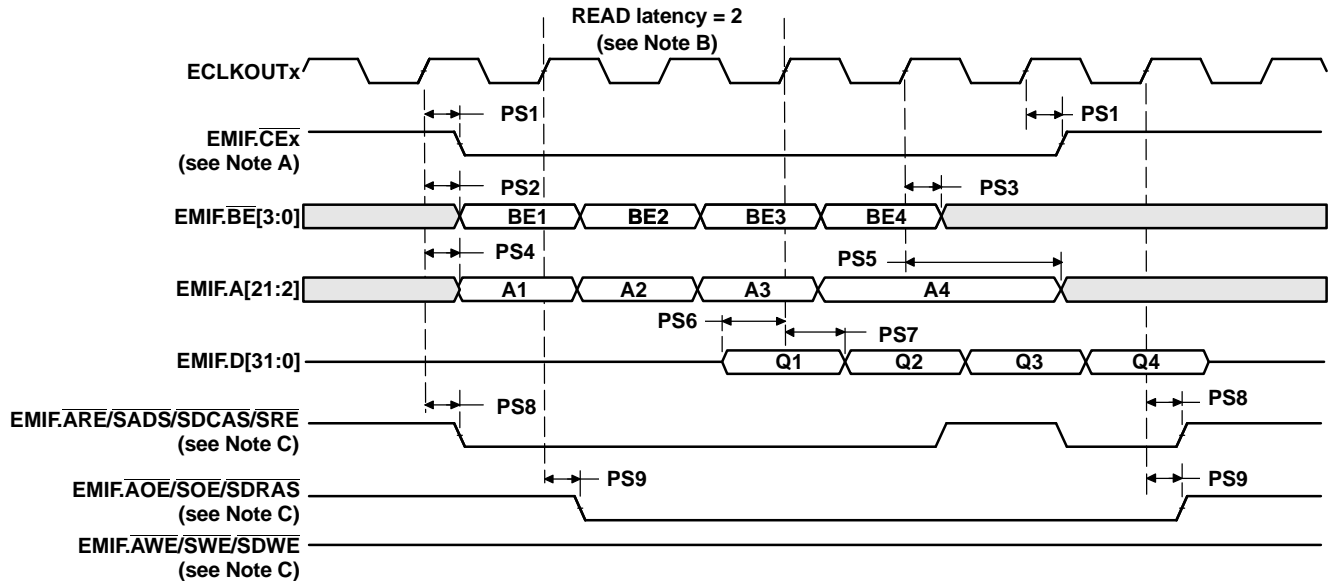 READ latency = 2
(see Note B)
ECLKOUTx
PS1
PS1
EMIF.CEx
(see Note A)
PS2
PS3
EMIF.BE[3:0]
BE1
BE2
BE3
BE4
PS4
PS5
EMIF.A[21:2]
A1
A2
A3
A4
PS6
PS7
EMIF.D[31:0]
Q1
Q2
Q3
Q4
PS8
PS8
EMIF.ARE/SADS/SDCAS/SRE
(see Note C)
PS9
PS9
EMIF.AOE/SOE/SDRAS
(see Note C)
EMIF.AWE/SWE/SDWE
(see Note C)